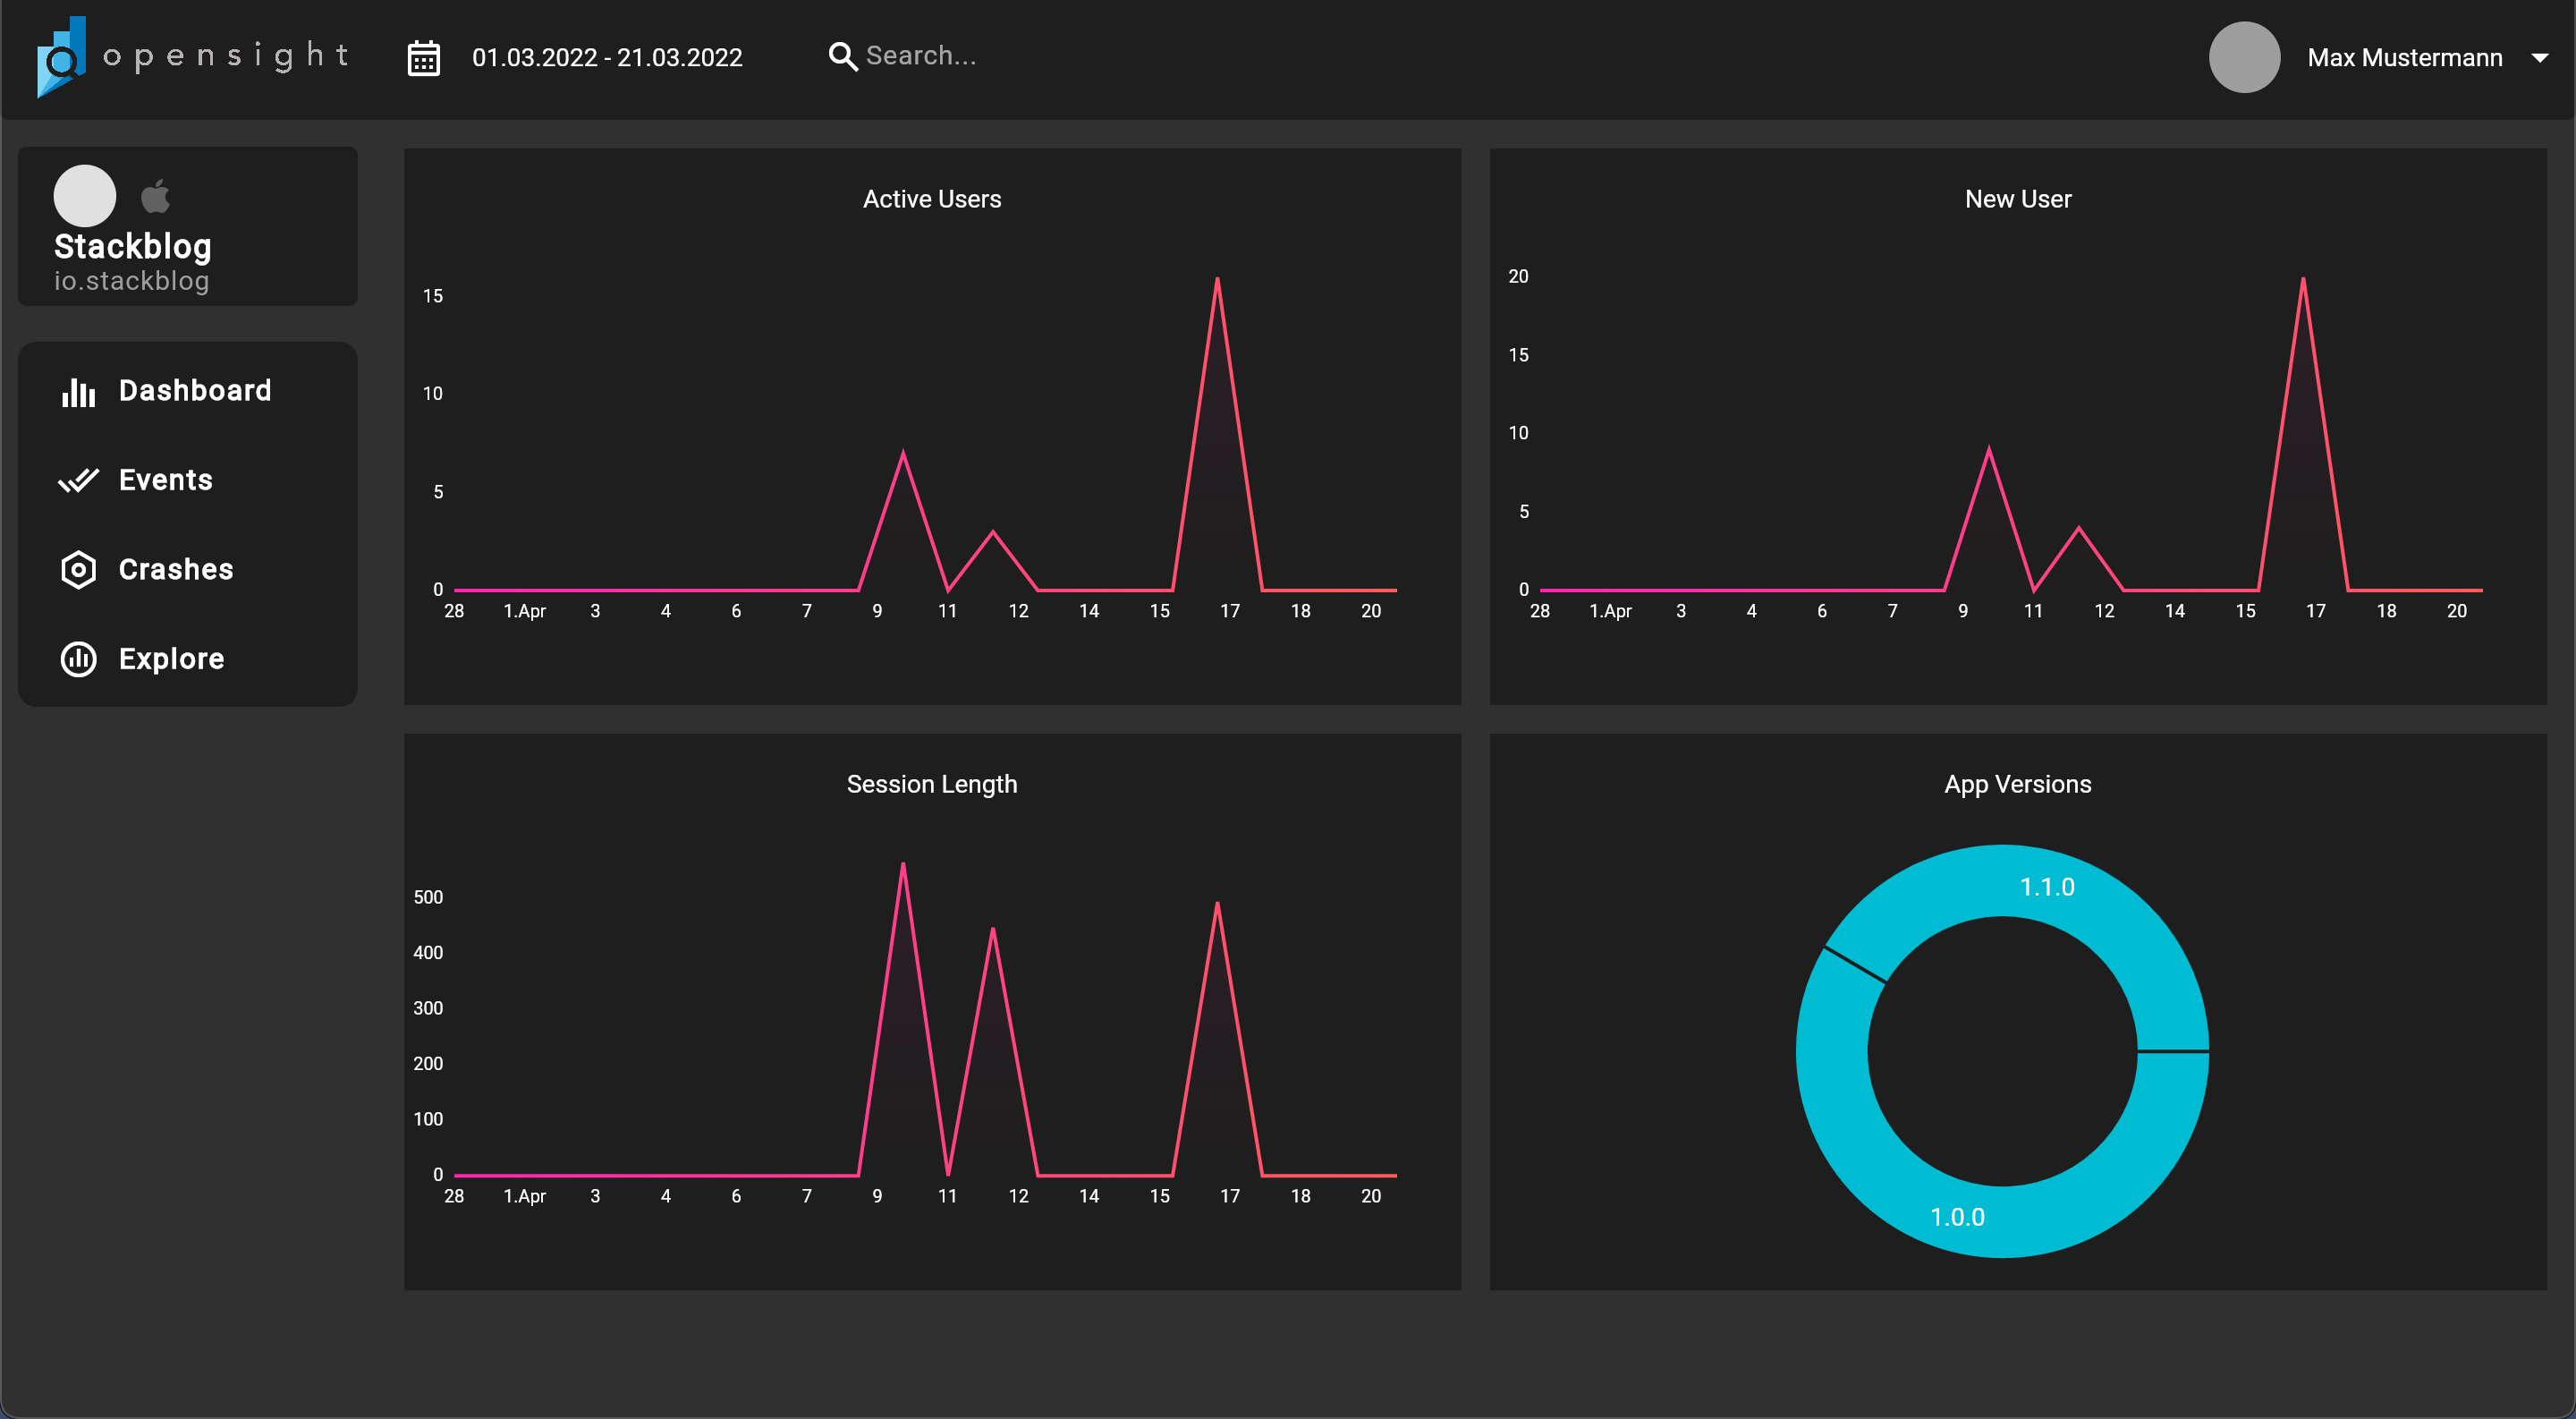 opensight
01.03.2022 - 21.03.2022
Search...
Max Mustermann
Stackblog
io.stackblog
Dashboard
Events
Crashes
Explore
Active Users
15
10
5
0
28 1.Apr 3 4 6 7 9 11 12 14 15 17 18 20
New User
20
15
10
5
0
28 1.Apr 3 4 6 7 9 11 12 14 15 17 18 20
Session Length
500
400
300
200
100
0
28 1.Apr 3 4 6 7 9 11 12 14 15 17 18 20
App Versions
1.1.0
1.0.0